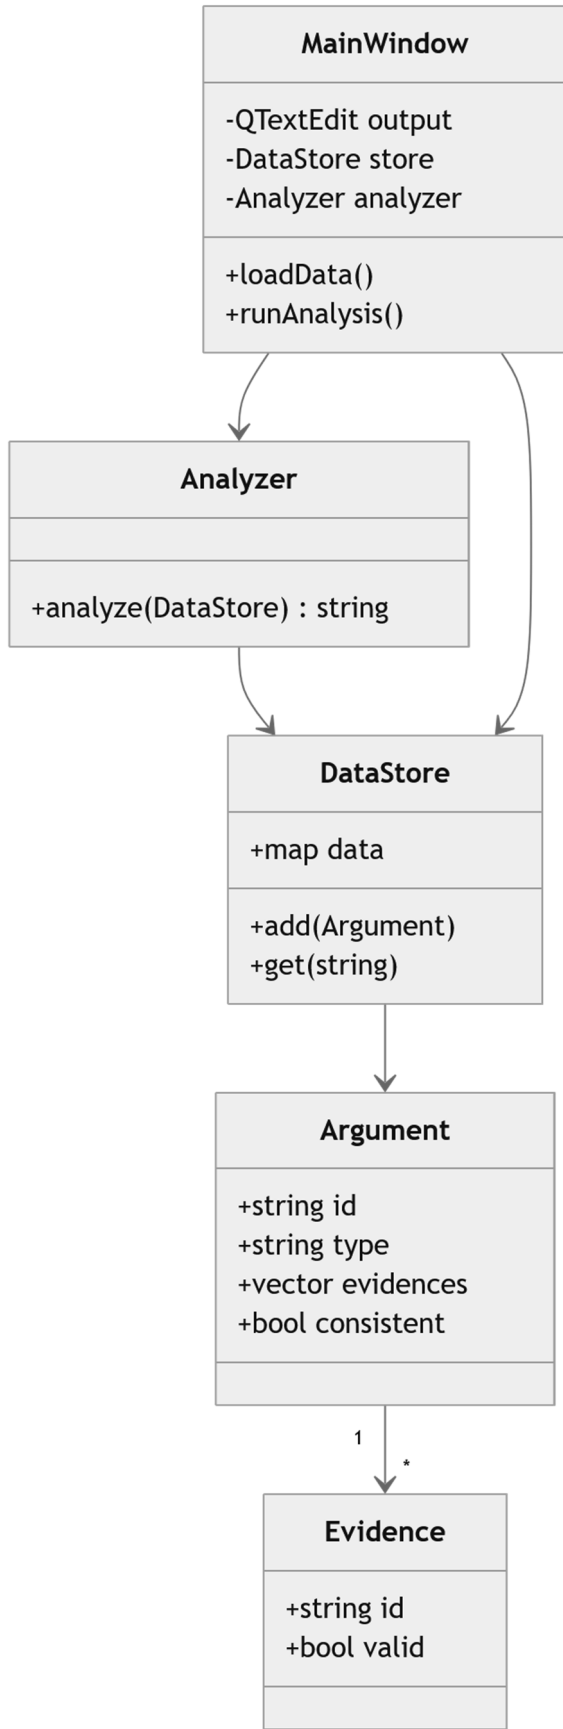 MainWindow
-QTextEdit output
-DataStore store
-Analyzer analyzer
+loadData()
+runAnalysis()
Analyzer
+analyze(DataStore) : string
DataStore
+map data
+add(Argument)
+get(string)
Argument
+string id
+string type
+vector evidences
+bool consistent
1
*
Evidence
+string id
+bool valid